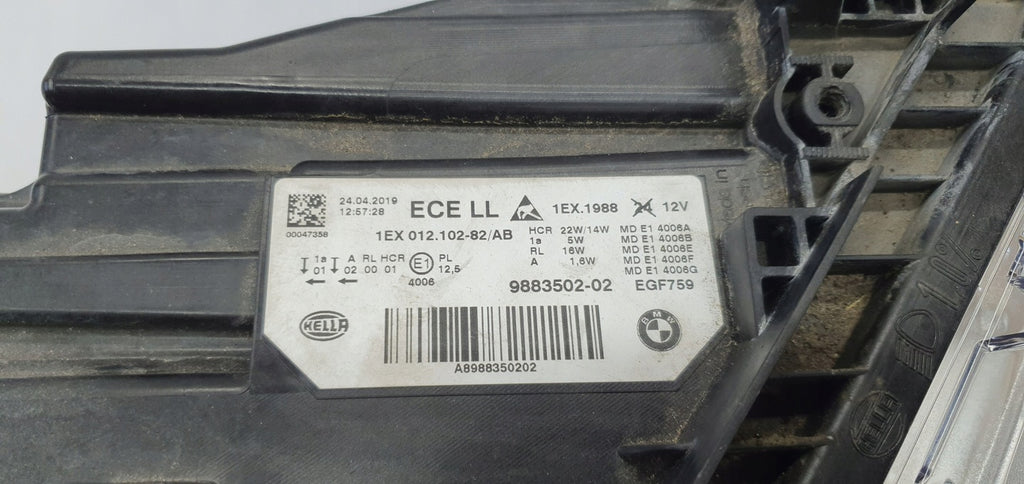 24.04.2019
12:57:28
ECE LL
1EX.1988
24 12V
00047358
1EX 012.102-82/AB
HCR 22W/14W
1a 5W
RL 16W
A 1,6W
MD E1 4006A
MD E1 4006B
MD E1 4006E
MD E1 4006F
MD E1 4006G
1a A RL HCR E1 PL
01 02 00 01 12,5
4006
9883502-02 EGF759
HELLA
BMW
A8988350202
HELLA